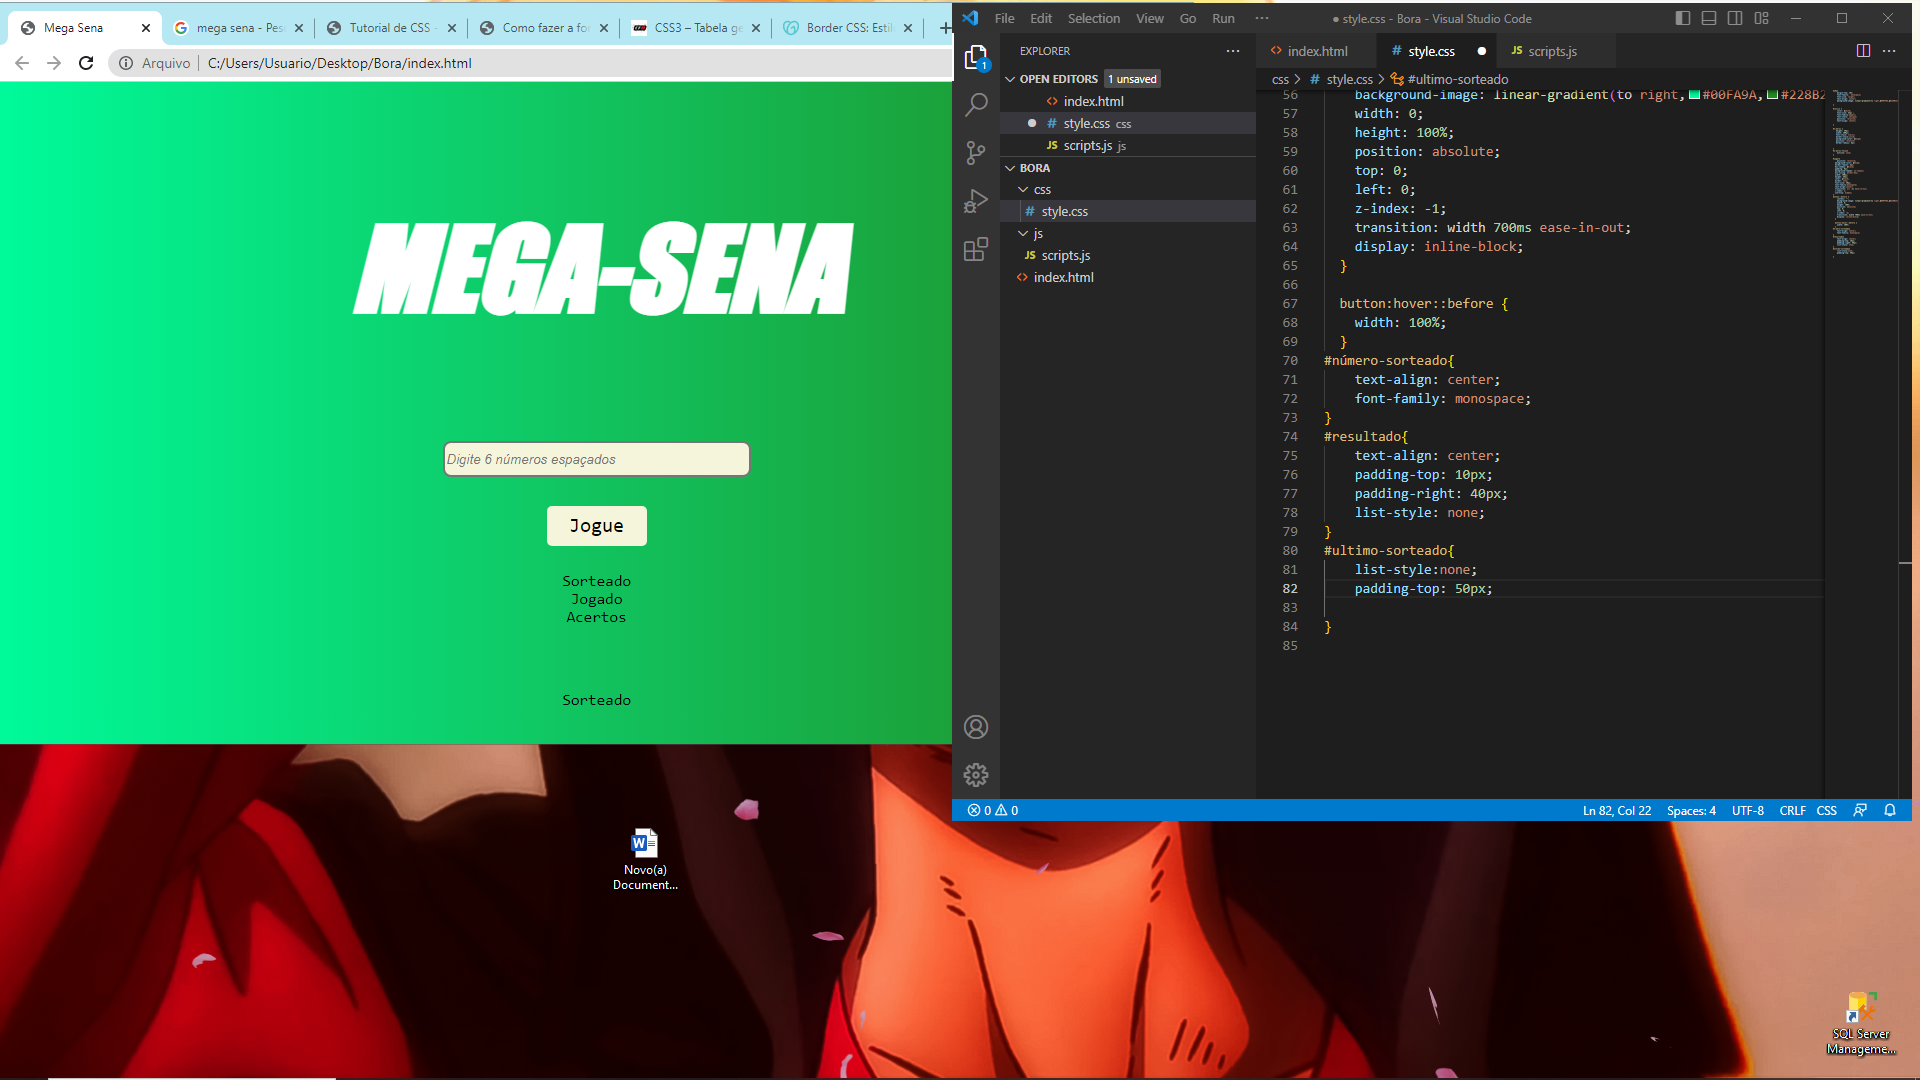 Mega Sena
mega sena - Pes
Tutorial de CSS -
Como fazer a fo
CSS3 – Tabela ge
Border CSS: Estil
Arquivo
C:/Users/Usuario/Desktop/Bora/index.html
MEGA-SENA
Digite 6 números espaçados
Jogue
Sorteado
Jogado
Acertos
Sorteado
Novo(a)
Document...
File Edit Selection View Go Run ···
● style.css - Bora - Visual Studio Code
EXPLORER
1
OPEN EDITORS 1 unsaved
index.html
style.css css
scripts.js js
BORA
css
style.css
js
scripts.js
index.html
index.html
style.css
scripts.js
css > # style.css > #ultimo-sorteado
56 background-image: linear-gradient(to right,#00FA9A,#228B2
57 width: 0;
58 height: 100%;
59 position: absolute;
60 top: 0;
61 left: 0;
62 z-index: -1;
63 transition: width 700ms ease-in-out;
64 display: inline-block;
65 }
66
67 button:hover::before {
68 width: 100%;
69 }
70 #número-sorteado{
71 text-align: center;
72 font-family: monospace;
73 }
74 #resultado{
75 text-align: center;
76 padding-top: 10px;
77 padding-right: 40px;
78 list-style: none;
79 }
80 #ultimo-sorteado{
81 list-style:none;
82 padding-top: 50px;
83
84 }
85
0 0
Ln 82, Col 22 Spaces: 4 UTF-8 CRLF CSS
SQL Server
Manageme...